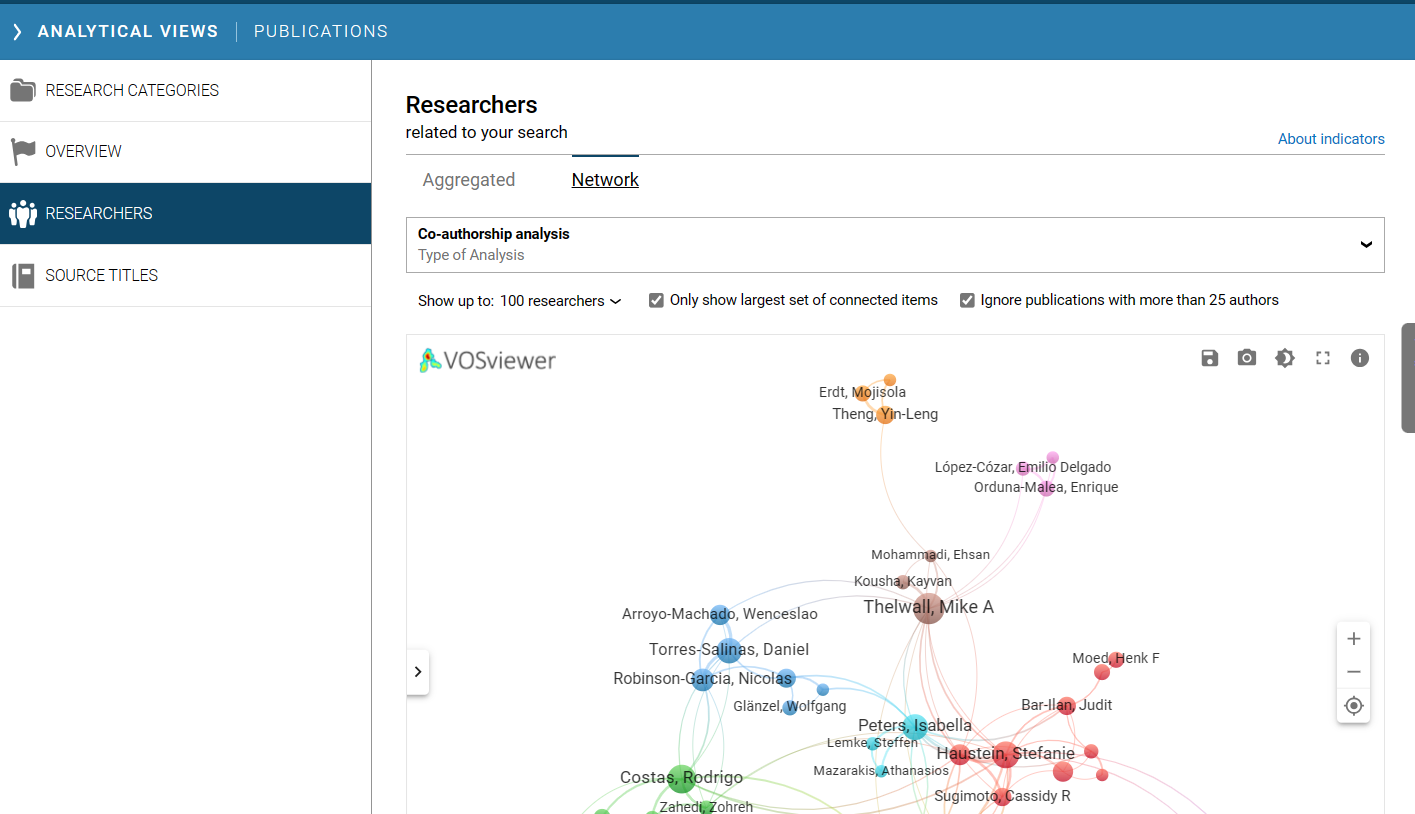 ANALYTICAL VIEWS PUBLICATIONS
RESEARCH CATEGORIES
OVERVIEW
RESEARCHERS
SOURCE TITLES
Researchers
related to your search
About indicators
Aggregated Network
Co-authorship analysis
Type of Analysis
Show up to: 100 researchers Only show largest set of connected items Ignore publications with more than 25 authors
VOSviewer
Erdt, Mojisola
Theng, Yin-Leng
López-Cózar, Emilio Delgado
Orduna-Malea, Enrique
Mohammadi, Ehsan
Kousha, Kayvan
Thelwall, Mike A
Arroyo-Machado, Wenceslao
Torres-Salinas, Daniel
Moed, Henk F
Robinson-Garcia, Nicolas
Glänzel, Wolfgang
Bar-Ilan, Judit
Peters, Isabella
Lemke, Steffen
Haustein, Stefanie
Mazarakis, Athanasios
Costas, Rodrigo
Sugimoto, Cassidy R
Zahedi, Zohreh